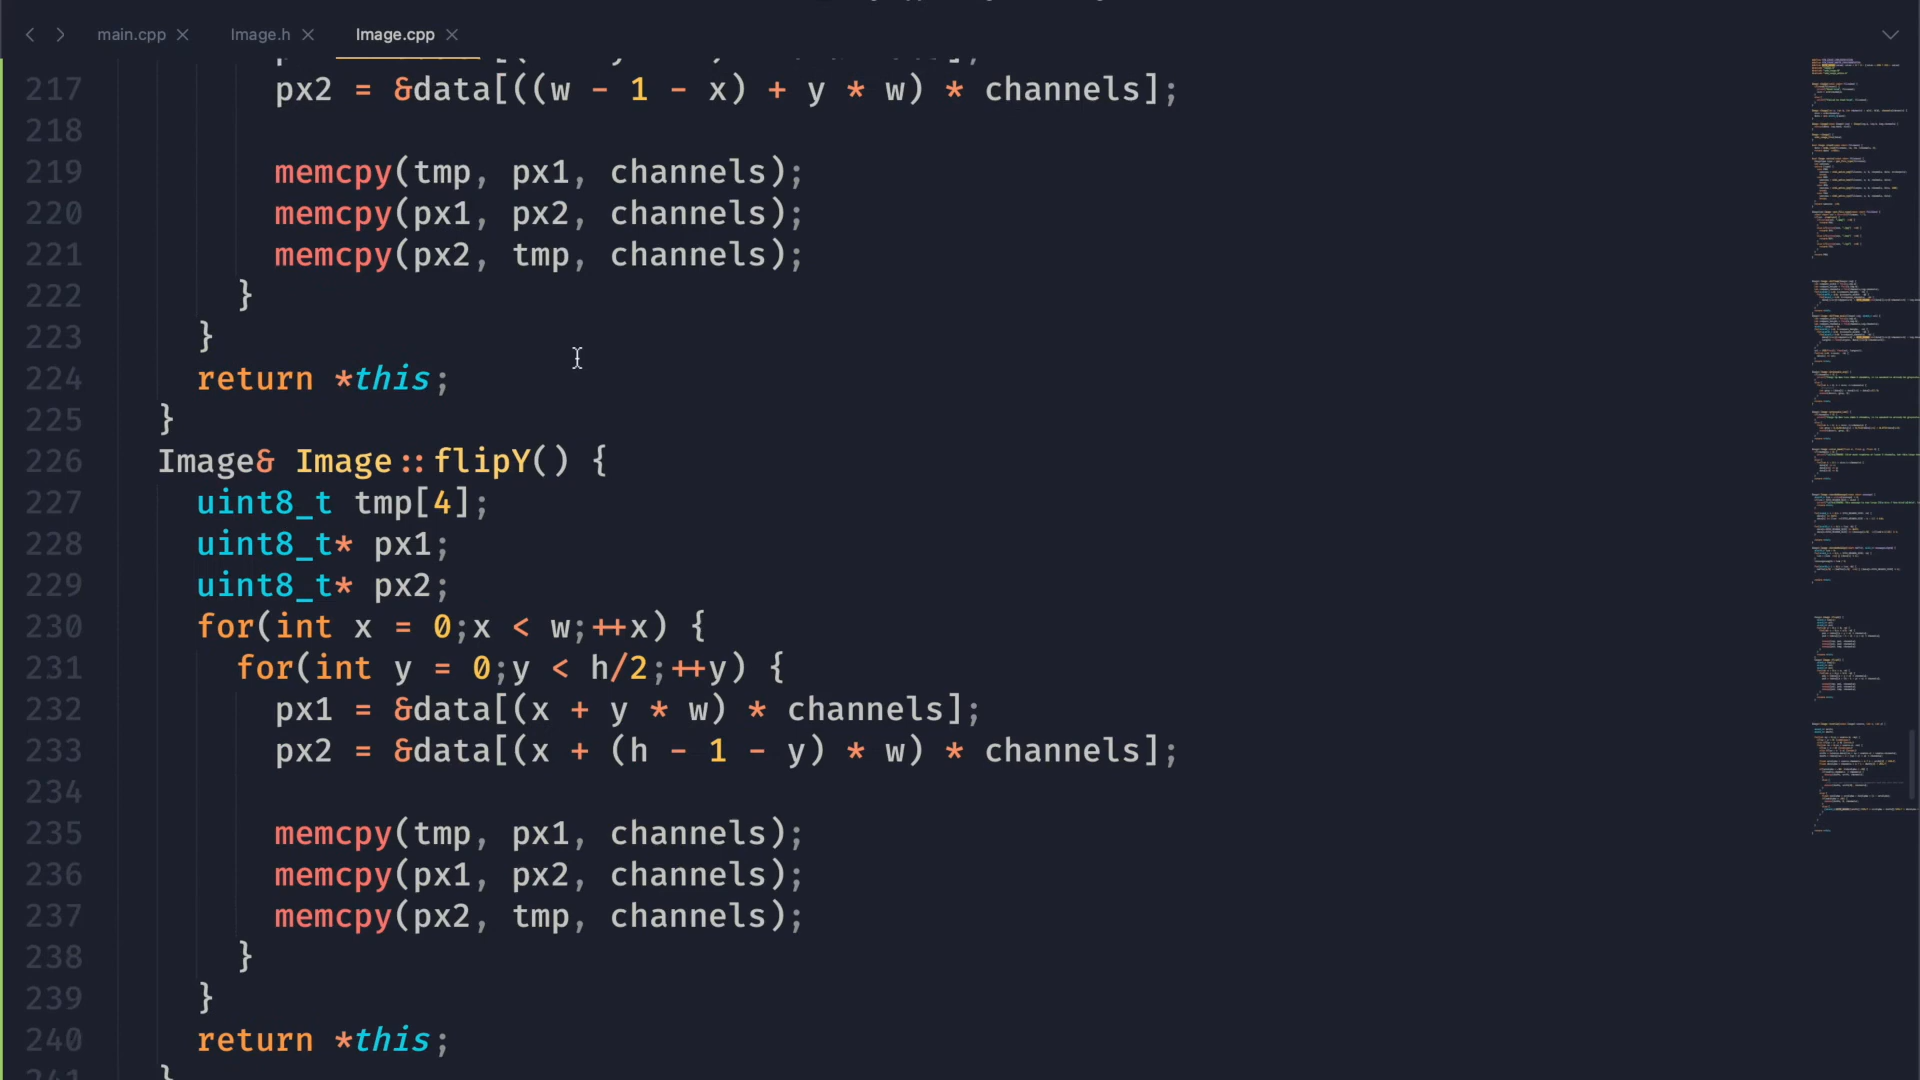 main.cpp Image.h Image.cpp
217 px2 = &data[((w - 1 - x) + y * w) * channels];
218
219 memcpy(tmp, px1, channels);
220 memcpy(px1, px2, channels);
221 memcpy(px2, tmp, channels);
222 }
223 }
224 return *this;
225 }
226 Image& Image::flipY() {
227 uint8_t tmp[4];
228 uint8_t* px1;
229 uint8_t* px2;
230 for(int x = 0;x < w;++x) {
231 for(int y = 0;y < h/2;++y) {
232 px1 = &data[(x + y * w) * channels];
233 px2 = &data[(x + (h - 1 - y) * w) * channels];
234
235 memcpy(tmp, px1, channels);
236 memcpy(px1, px2, channels);
237 memcpy(px2, tmp, channels);
238 }
239 }
240 return *this;
241 }